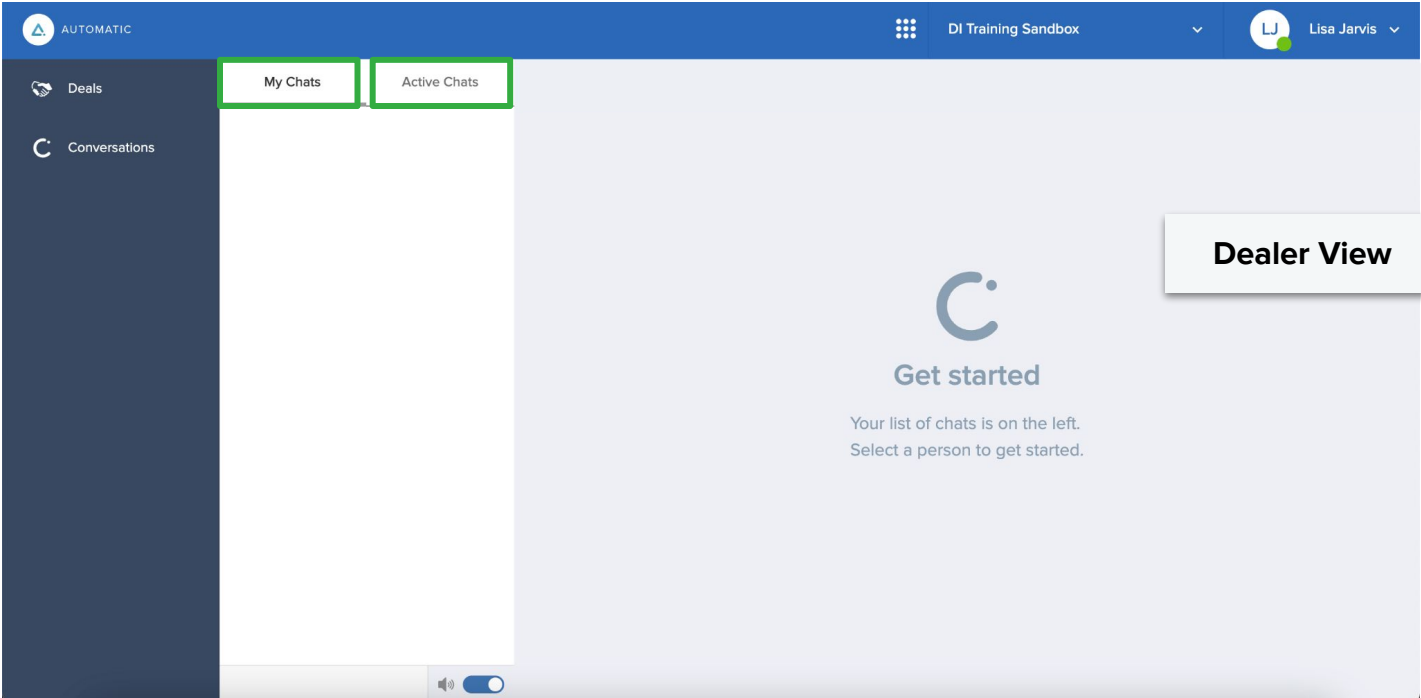 AUTOMATIC
DI Training Sandbox
LJ
Lisa Jarvis
Deals
Conversations
My Chats
Active Chats
Dealer View
Get started
Your list of chats is on the left.
Select a person to get started.